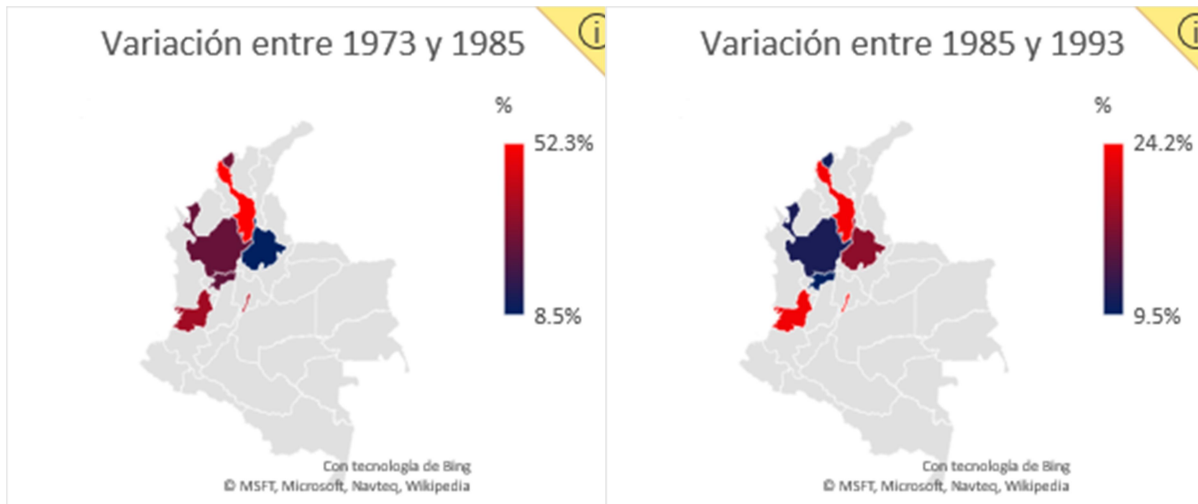 Variación entre 1973 y 1985
%
52.3%
8.5%
Con tecnología de Bing
© MSFT, Microsoft, Navteq, Wikipedia
Variación entre 1985 y 1993
%
24.2%
9.5%
Con tecnología de Bing
© MSFT, Microsoft, Navteq, Wikipedia